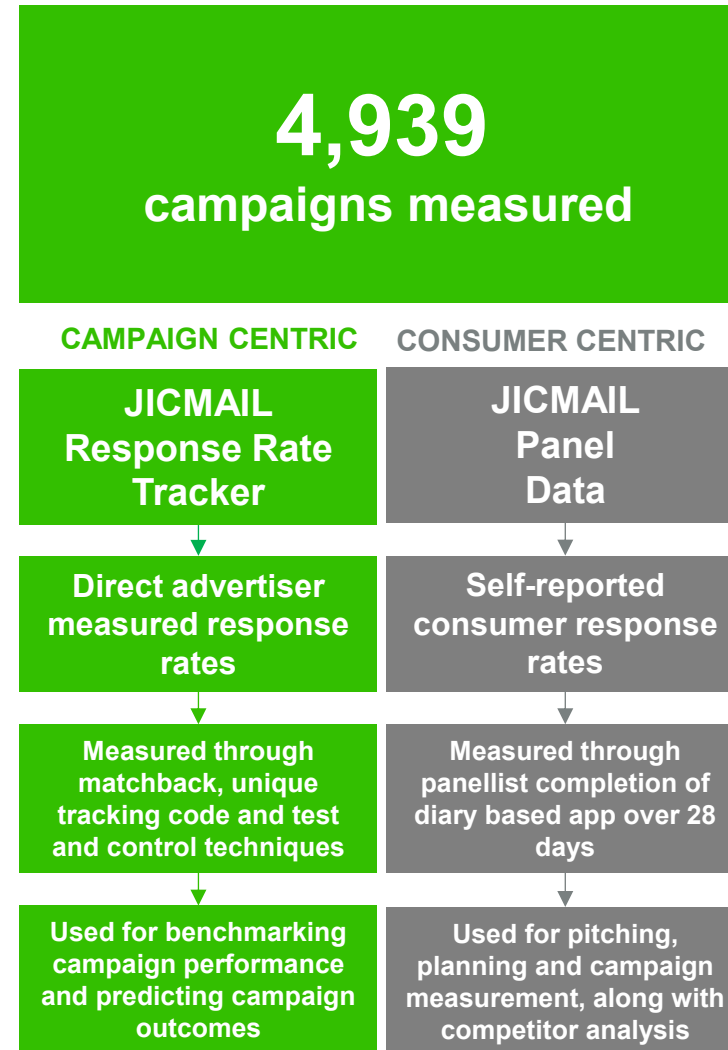 4,939
campaigns measured
CAMPAIGN CENTRIC
JICMAIL
Response Rate
Tracker
Direct advertiser
measured response
rates
Measured through
matchback, unique
tracking code and test
and control techniques
Used for benchmarking
campaign performance
and predicting campaign
outcomes
CONSUMER CENTRIC
JICMAIL
Panel
Data
Self-reported
consumer response
rates
Measured through
panellist completion of
diary based app over 28
days
Used for pitching,
planning and campaign
measurement, along with
competitor analysis